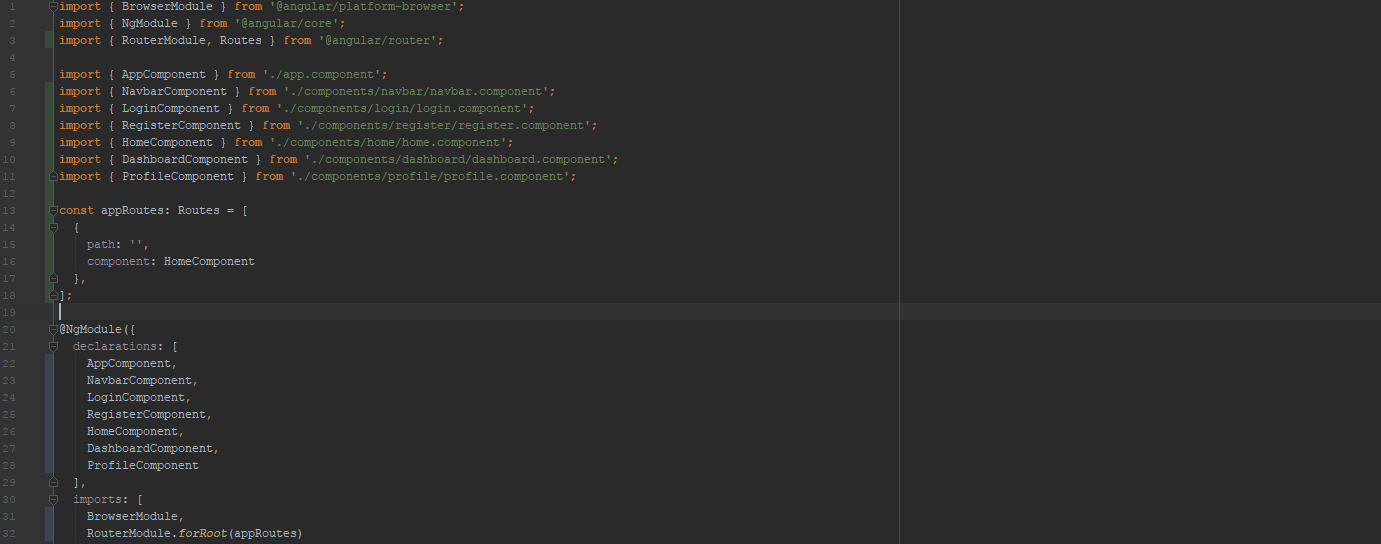 1 import { BrowserModule } from '@angular/platform-browser';
2 import { NgModule } from '@angular/core';
3 import { RouterModule, Routes } from '@angular/router';
4
5 import { AppComponent } from './app.component';
6 import { NavbarComponent } from './components/navbar/navbar.component';
7 import { LoginComponent } from './components/login/login.component';
8 import { RegisterComponent } from './components/register/register.component';
9 import { HomeComponent } from './components/home/home.component';
10 import { DashboardComponent } from './components/dashboard/dashboard.component';
11 import { ProfileComponent } from './components/profile/profile.component';
12
13 const appRoutes: Routes = [
14   {
15     path: '',
16     component: HomeComponent
17   },
18 ];
19
20 @NgModule({
21   declarations: [
22     AppComponent,
23     NavbarComponent,
24     LoginComponent,
25     RegisterComponent,
26     HomeComponent,
27     DashboardComponent,
28     ProfileComponent
29   ],
30   imports: [
31     BrowserModule,
32     RouterModule.forRoot(appRoutes)